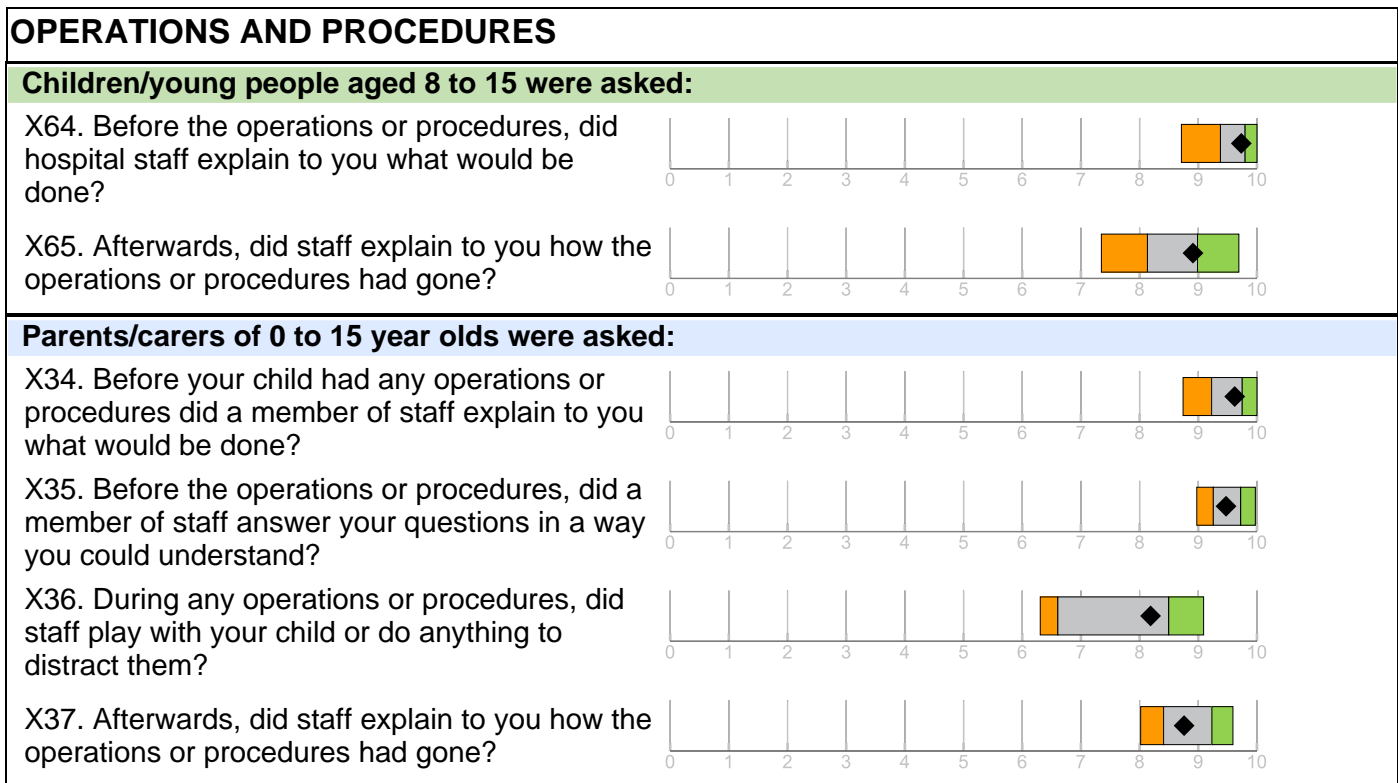 OPERATIONS AND PROCEDURES
Children/young people aged 8 to 15 were asked:
X64. Before the operations or procedures, did
hospital staff explain to you what would be
done?
0 1 2 3 4 5 6 7 8 9 10
X65. Afterwards, did staff explain to you how the
operations or procedures had gone?
0 1 2 3 4 5 6 7 8 9 10
Parents/carers of 0 to 15 year olds were asked:
X34. Before your child had any operations or
procedures did a member of staff explain to you
what would be done?
0 1 2 3 4 5 6 7 8 9 10
X35. Before the operations or procedures, did a
member of staff answer your questions in a way
you could understand?
0 1 2 3 4 5 6 7 8 9 10
X36. During any operations or procedures, did
staff play with your child or do anything to
distract them?
0 1 2 3 4 5 6 7 8 9 10
X37. Afterwards, did staff explain to you how the
operations or procedures had gone?
0 1 2 3 4 5 6 7 8 9 10